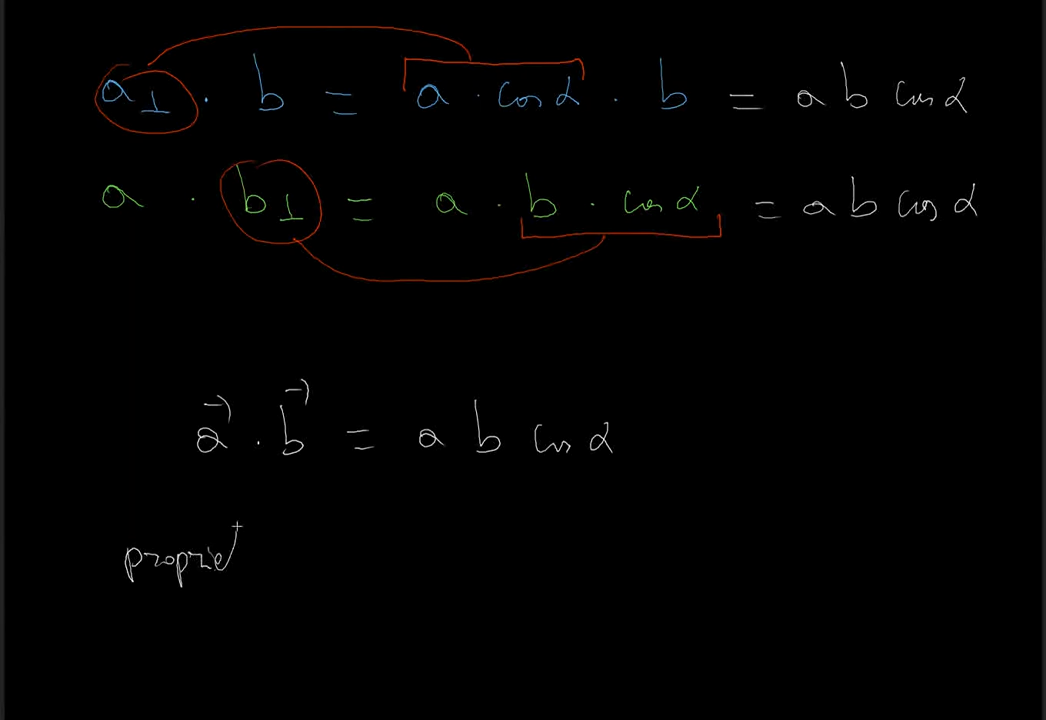 a⊥ · b = a · cos α · b = a b cos α
a · b⊥ = a · b · cos α = a b cos α
a⃗ · b⃗ = a b cos α
propriet